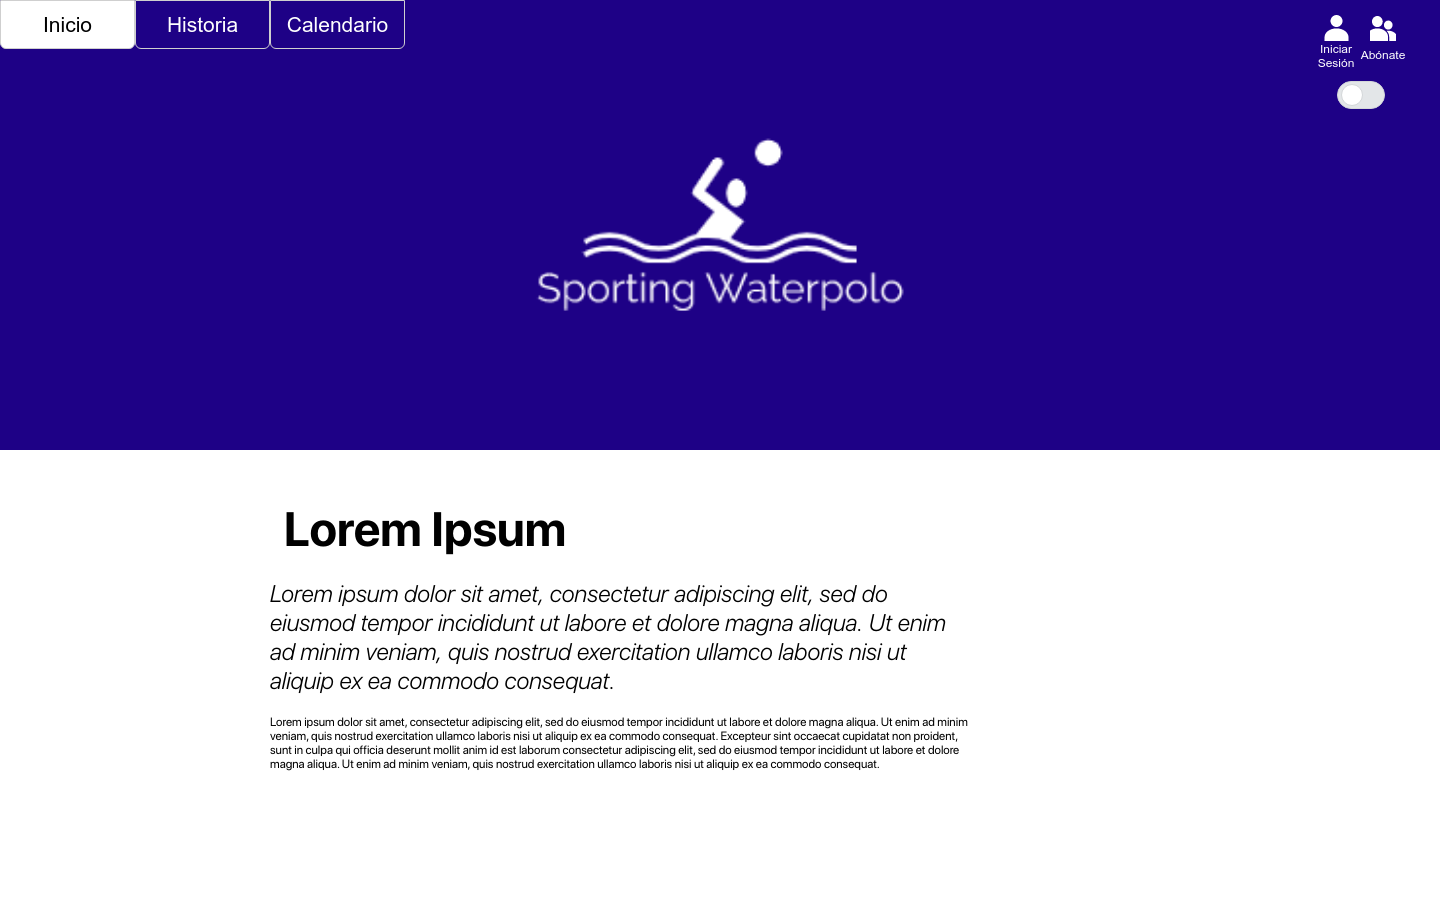 Inicio
Historia
Calendario
Iniciar
Sesión
Abónate
Sporting Waterpolo
Lorem Ipsum
Lorem ipsum dolor sit amet, consectetur adipiscing elit, sed do
eiusmod tempor incididunt ut labore et dolore magna aliqua. Ut enim
ad minim veniam, quis nostrud exercitation ullamco laboris nisi ut
aliquip ex ea commodo consequat.
Lorem ipsum dolor sit amet, consectetur adipiscing elit, sed do eiusmod tempor incididunt ut labore et dolore magna aliqua. Ut enim ad minim
veniam, quis nostrud exercitation ullamco laboris nisi ut aliquip ex ea commodo consequat. Excepteur sint occaecat cupidatat non proident,
sunt in culpa qui officia deserunt mollit anim id est laborum consectetur adipiscing elit, sed do eiusmod tempor incididunt ut labore et dolore
magna aliqua. Ut enim ad minim veniam, quis nostrud exercitation ullamco laboris nisi ut aliquip ex ea commodo consequat.